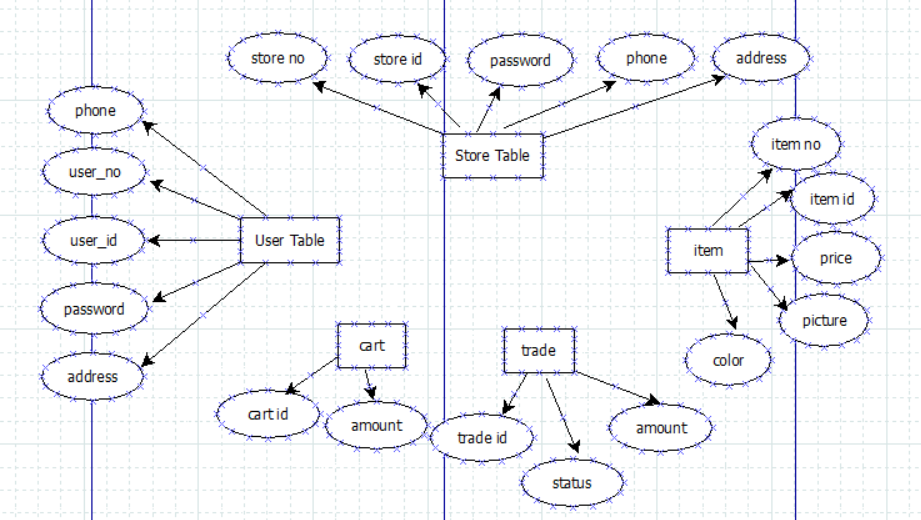 store no
store id
password
phone
address
Store Table
phone
user_no
user_id
password
address
User Table
item no
item id
price
picture
color
item
cart
cart id
amount
trade
trade id
status
amount